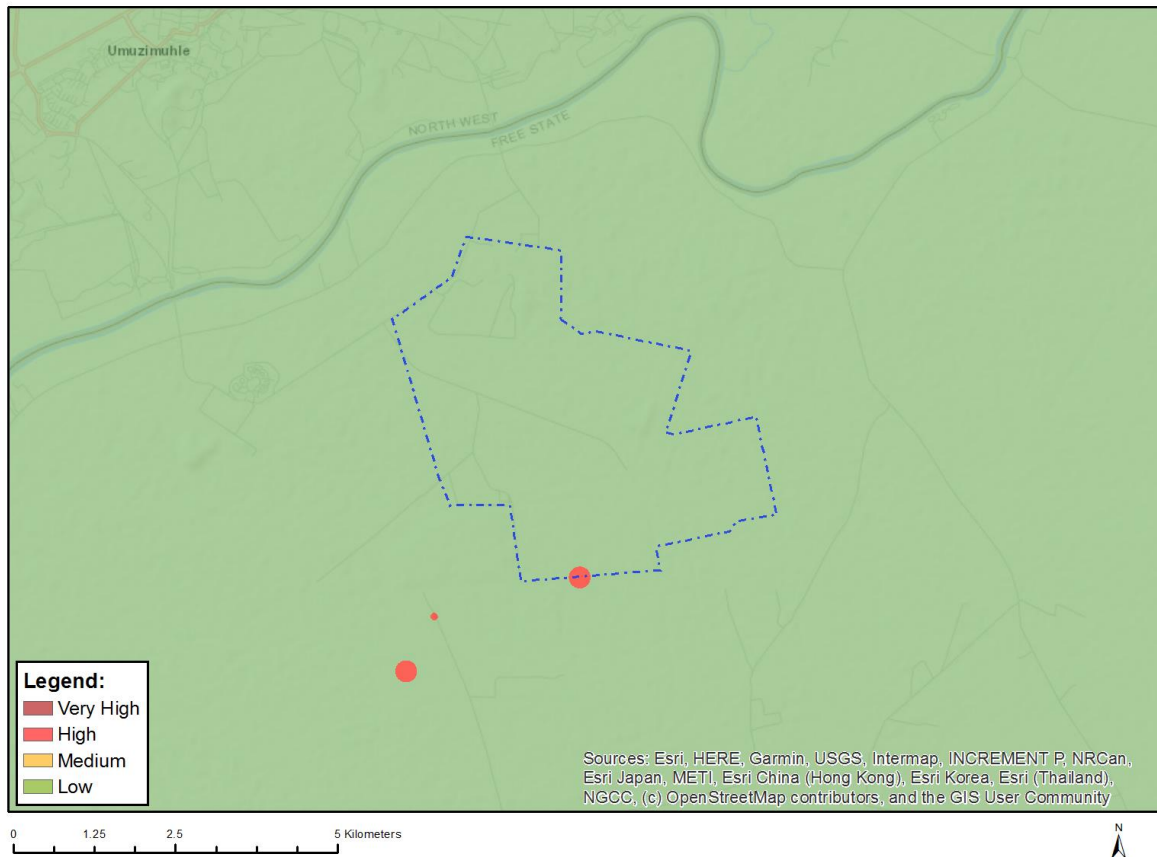 Umuzimuhle
NORTH WEST
FREE STATE
Legend:
Very High
High
Medium
Low
Sources: Esri, HERE, Garmin, USGS, Intermap, INCREMENT P, NRCan,
Esri Japan, METI, Esri China (Hong Kong), Esri Korea, Esri (Thailand),
NGCC, (c) OpenStreetMap contributors, and the GIS User Community
0 1.25 2.5 5 Kilometers
N